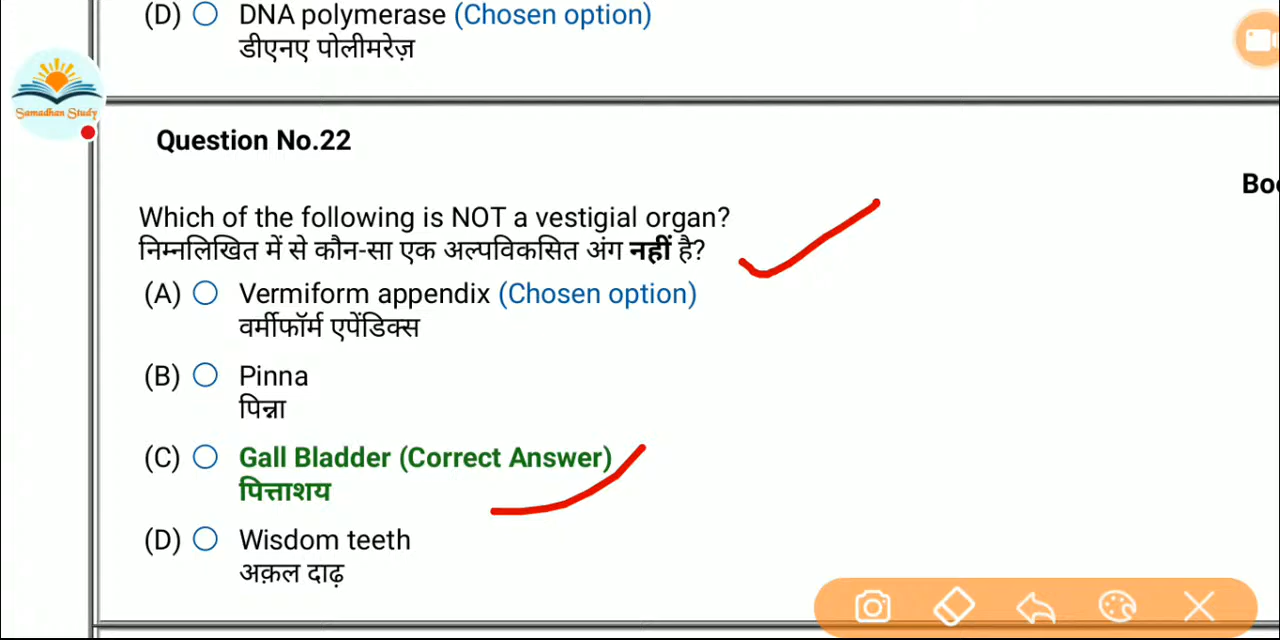 (D) DNA polymerase (Chosen option)
डीएनए पोलीमरेज़
Samadhan Study
Question No.22
Which of the following is NOT a vestigial organ?
निम्नलिखित में से कौन-सा एक अल्पविकसित अंग नहीं है?
(A) Vermiform appendix (Chosen option)
वर्मीफॉर्म एपेंडिक्स
(B) Pinna
पिन्ना
(C) Gall Bladder (Correct Answer)
पित्ताशय
(D) Wisdom teeth
अक़ल दाढ़